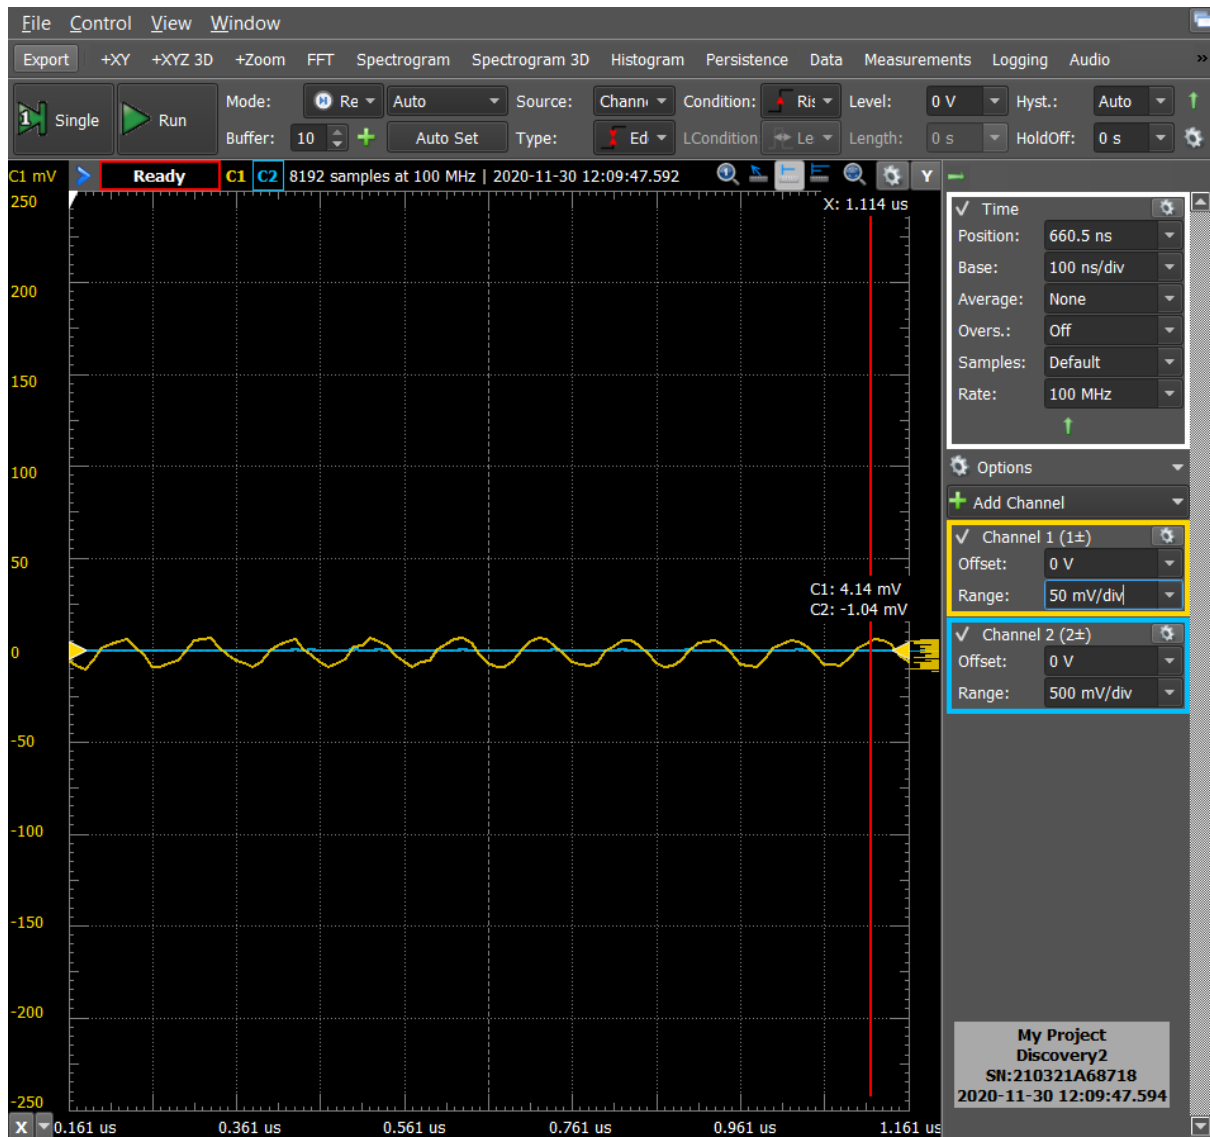 File Control View Window
Export +XY +XYZ 3D +Zoom FFT Spectrogram Spectrogram 3D Histogram Persistence Data Measurements Logging Audio »
1 Single Run Mode: Re Auto Source: Chann Condition: Ris Level: 0 V Hyst.: Auto
Buffer: 10 Auto Set Type: Ed LCondition Le Length: 0 s HoldOff: 0 s
C1 mV Ready C1 C2 8192 samples at 100 MHz | 2020-11-30 12:09:47.592 Y
X: 1.114 us
250
200
150
100
50
0
-50
-100
-150
-200
-250
C1: 4.14 mV
C2: -1.04 mV
X 0.161 us 0.361 us 0.561 us 0.761 us 0.961 us 1.161 us
Time
Position: 660.5 ns
Base: 100 ns/div
Average: None
Overs.: Off
Samples: Default
Rate: 100 MHz
Options
Add Channel
Channel 1 (1±)
Offset: 0 V
Range: 50 mV/div
Channel 2 (2±)
Offset: 0 V
Range: 500 mV/div
My Project
Discovery2
SN:210321A68718
2020-11-30 12:09:47.594